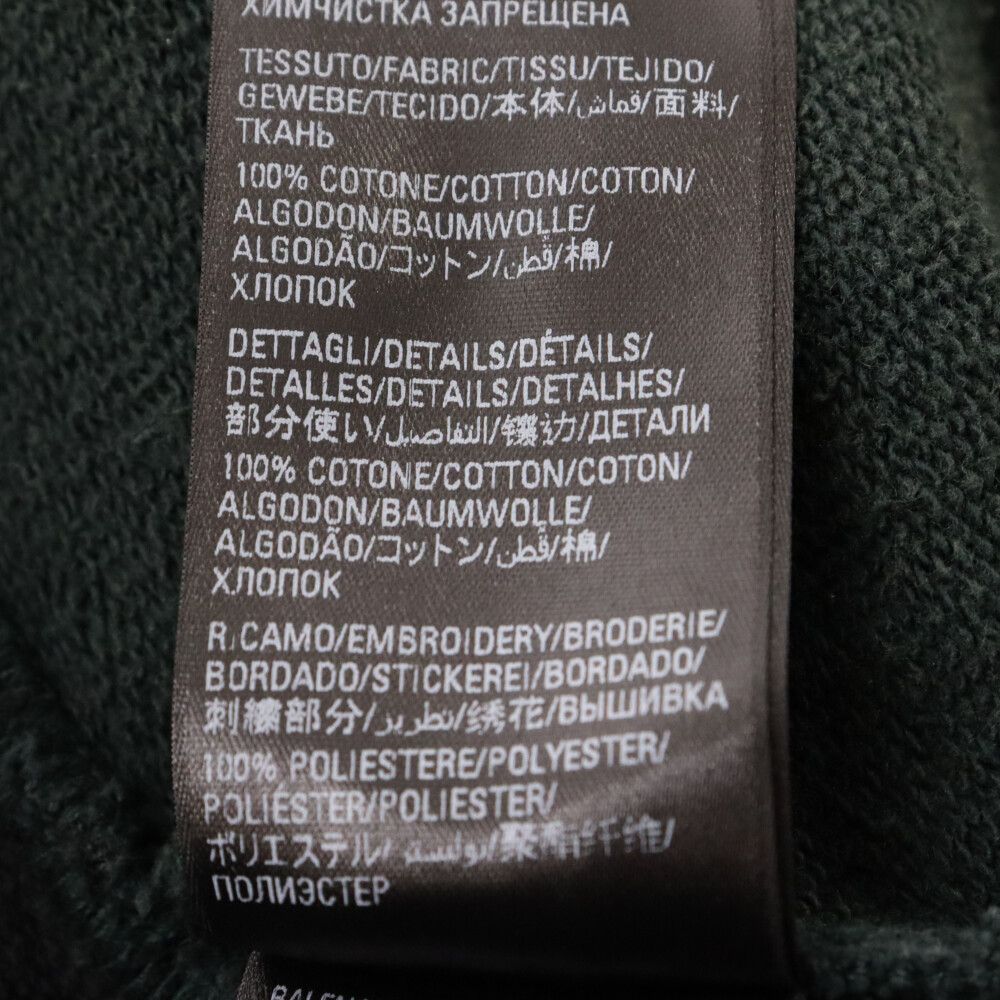 ХИМЧИСТКА ЗАПРЕЩЕНА
TESSUTO/FABRIC/TISSU/TEJIDO/
GEWEBE/TECIDO/本体/قماش/面料/
ТКАНЬ
100% COTONE/COTTON/COTON/
ALGODON/BAUMWOLLE/
ALGODÃO/コットン/قطن/棉/
ХЛОПОК
DETTAGLI/DETAILS/DÉTAILS/
DETALLES/DETAILS/DETALHES/
部分使い/التفاصيل/镶边/ДЕТАЛИ
100% COTONE/COTTON/COTON/
ALGODON/BAUMWOLLE/
ALGODÃO/コットン/قطن/棉/
ХЛОПОК
RICAMO/EMBROIDERY/BRODERIE/
BORDADO/STICKEREI/BORDADO/
刺繍部分/تطريز/绣花/ВЫШИВКА
100% POLIESTERE/POLYESTER/
POLIÉSTER/POLIESTER/
ポリエステル/بوليستر/聚酯纤维/
ПОЛИЭСТЕР